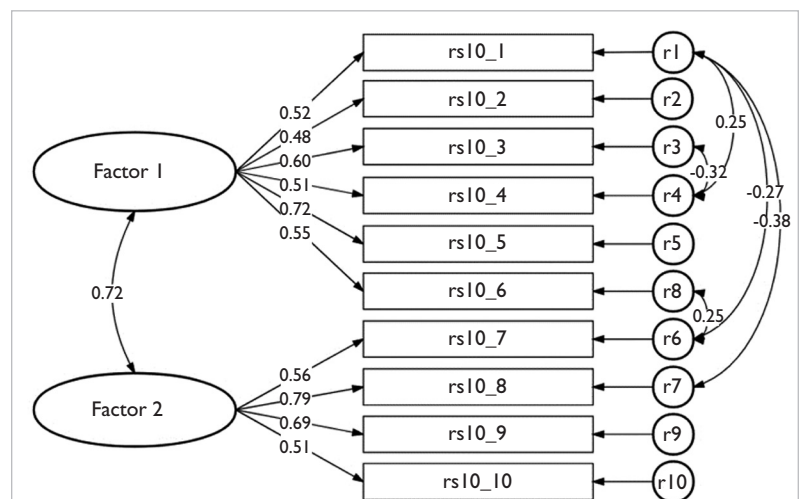 rs10_1
r1
0.52
rs10_2
r2
0.25
0.48
rs10_3
r3
0.60
Factor 1
-0.32
0.51
rs10_4
r4
-0.27
0.72
-0.38
0.55
rs10_5
r5
0.72
rs10_6
r8
0.25
rs10_7
r6
0.56
rs10_8
r7
0.79
Factor 2
0.69
rs10_9
r9
0.51
rs10_10
r10